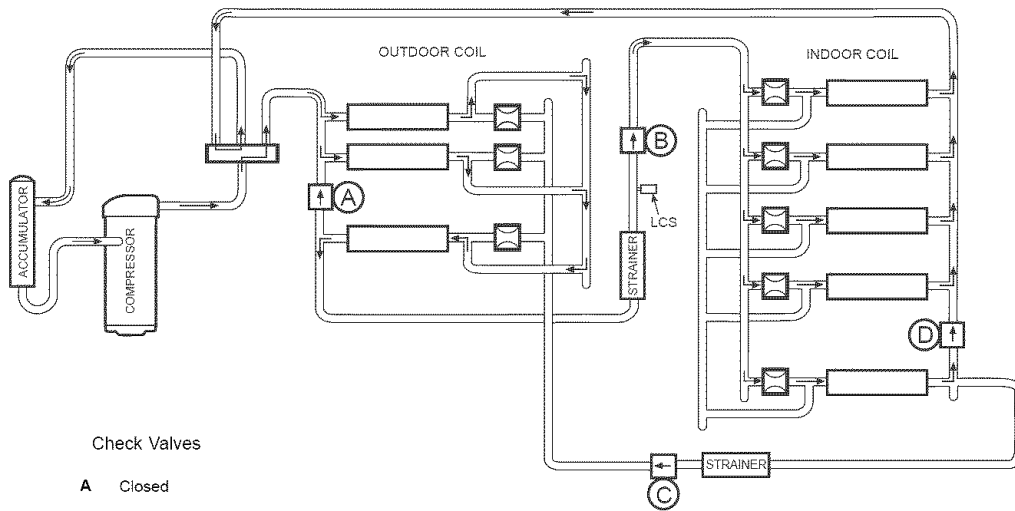 OUTDOOR COIL
INDOOR COIL
B
A
LCS
ACCUMULATOR
COMPRESSOR
STRAINER
D
Check Valves
STRAINER
A Closed
C